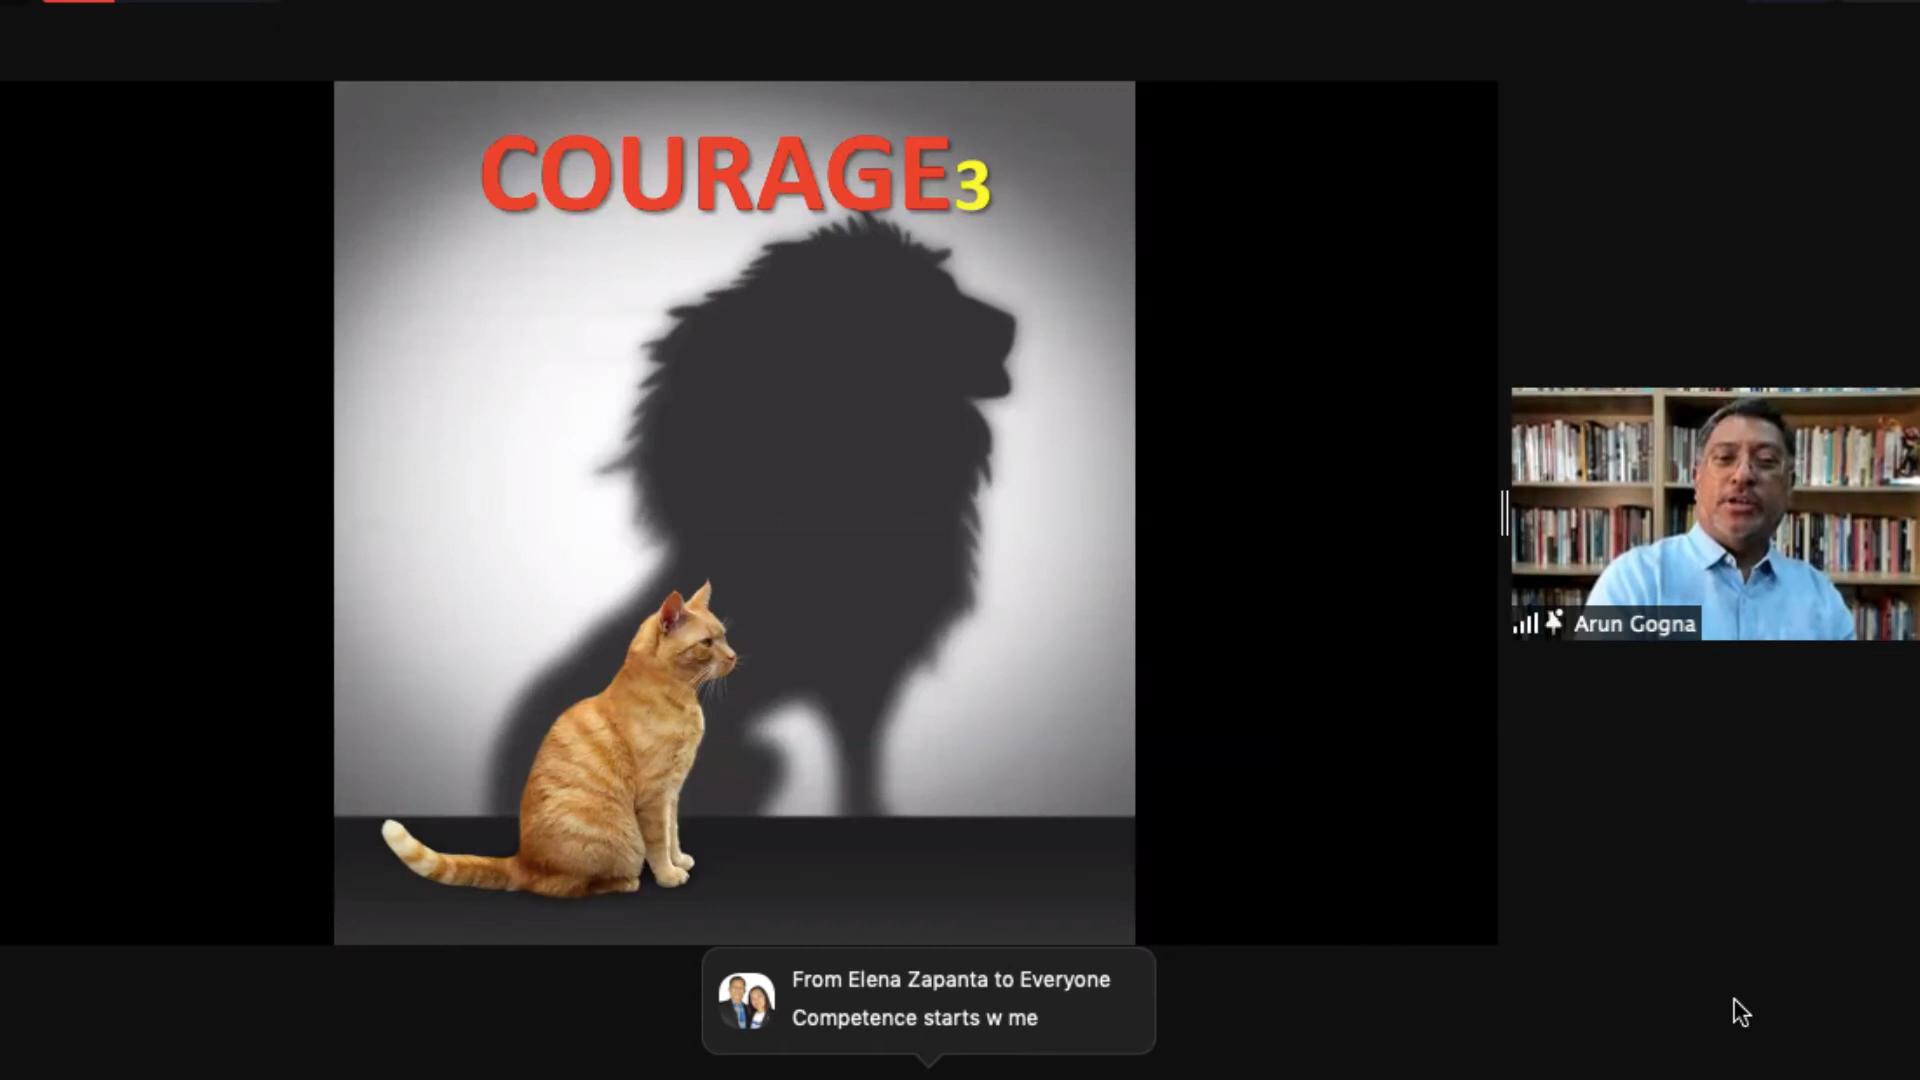 COURAGE3
Arun Gogna
From Elena Zapanta to Everyone
Competence starts w me